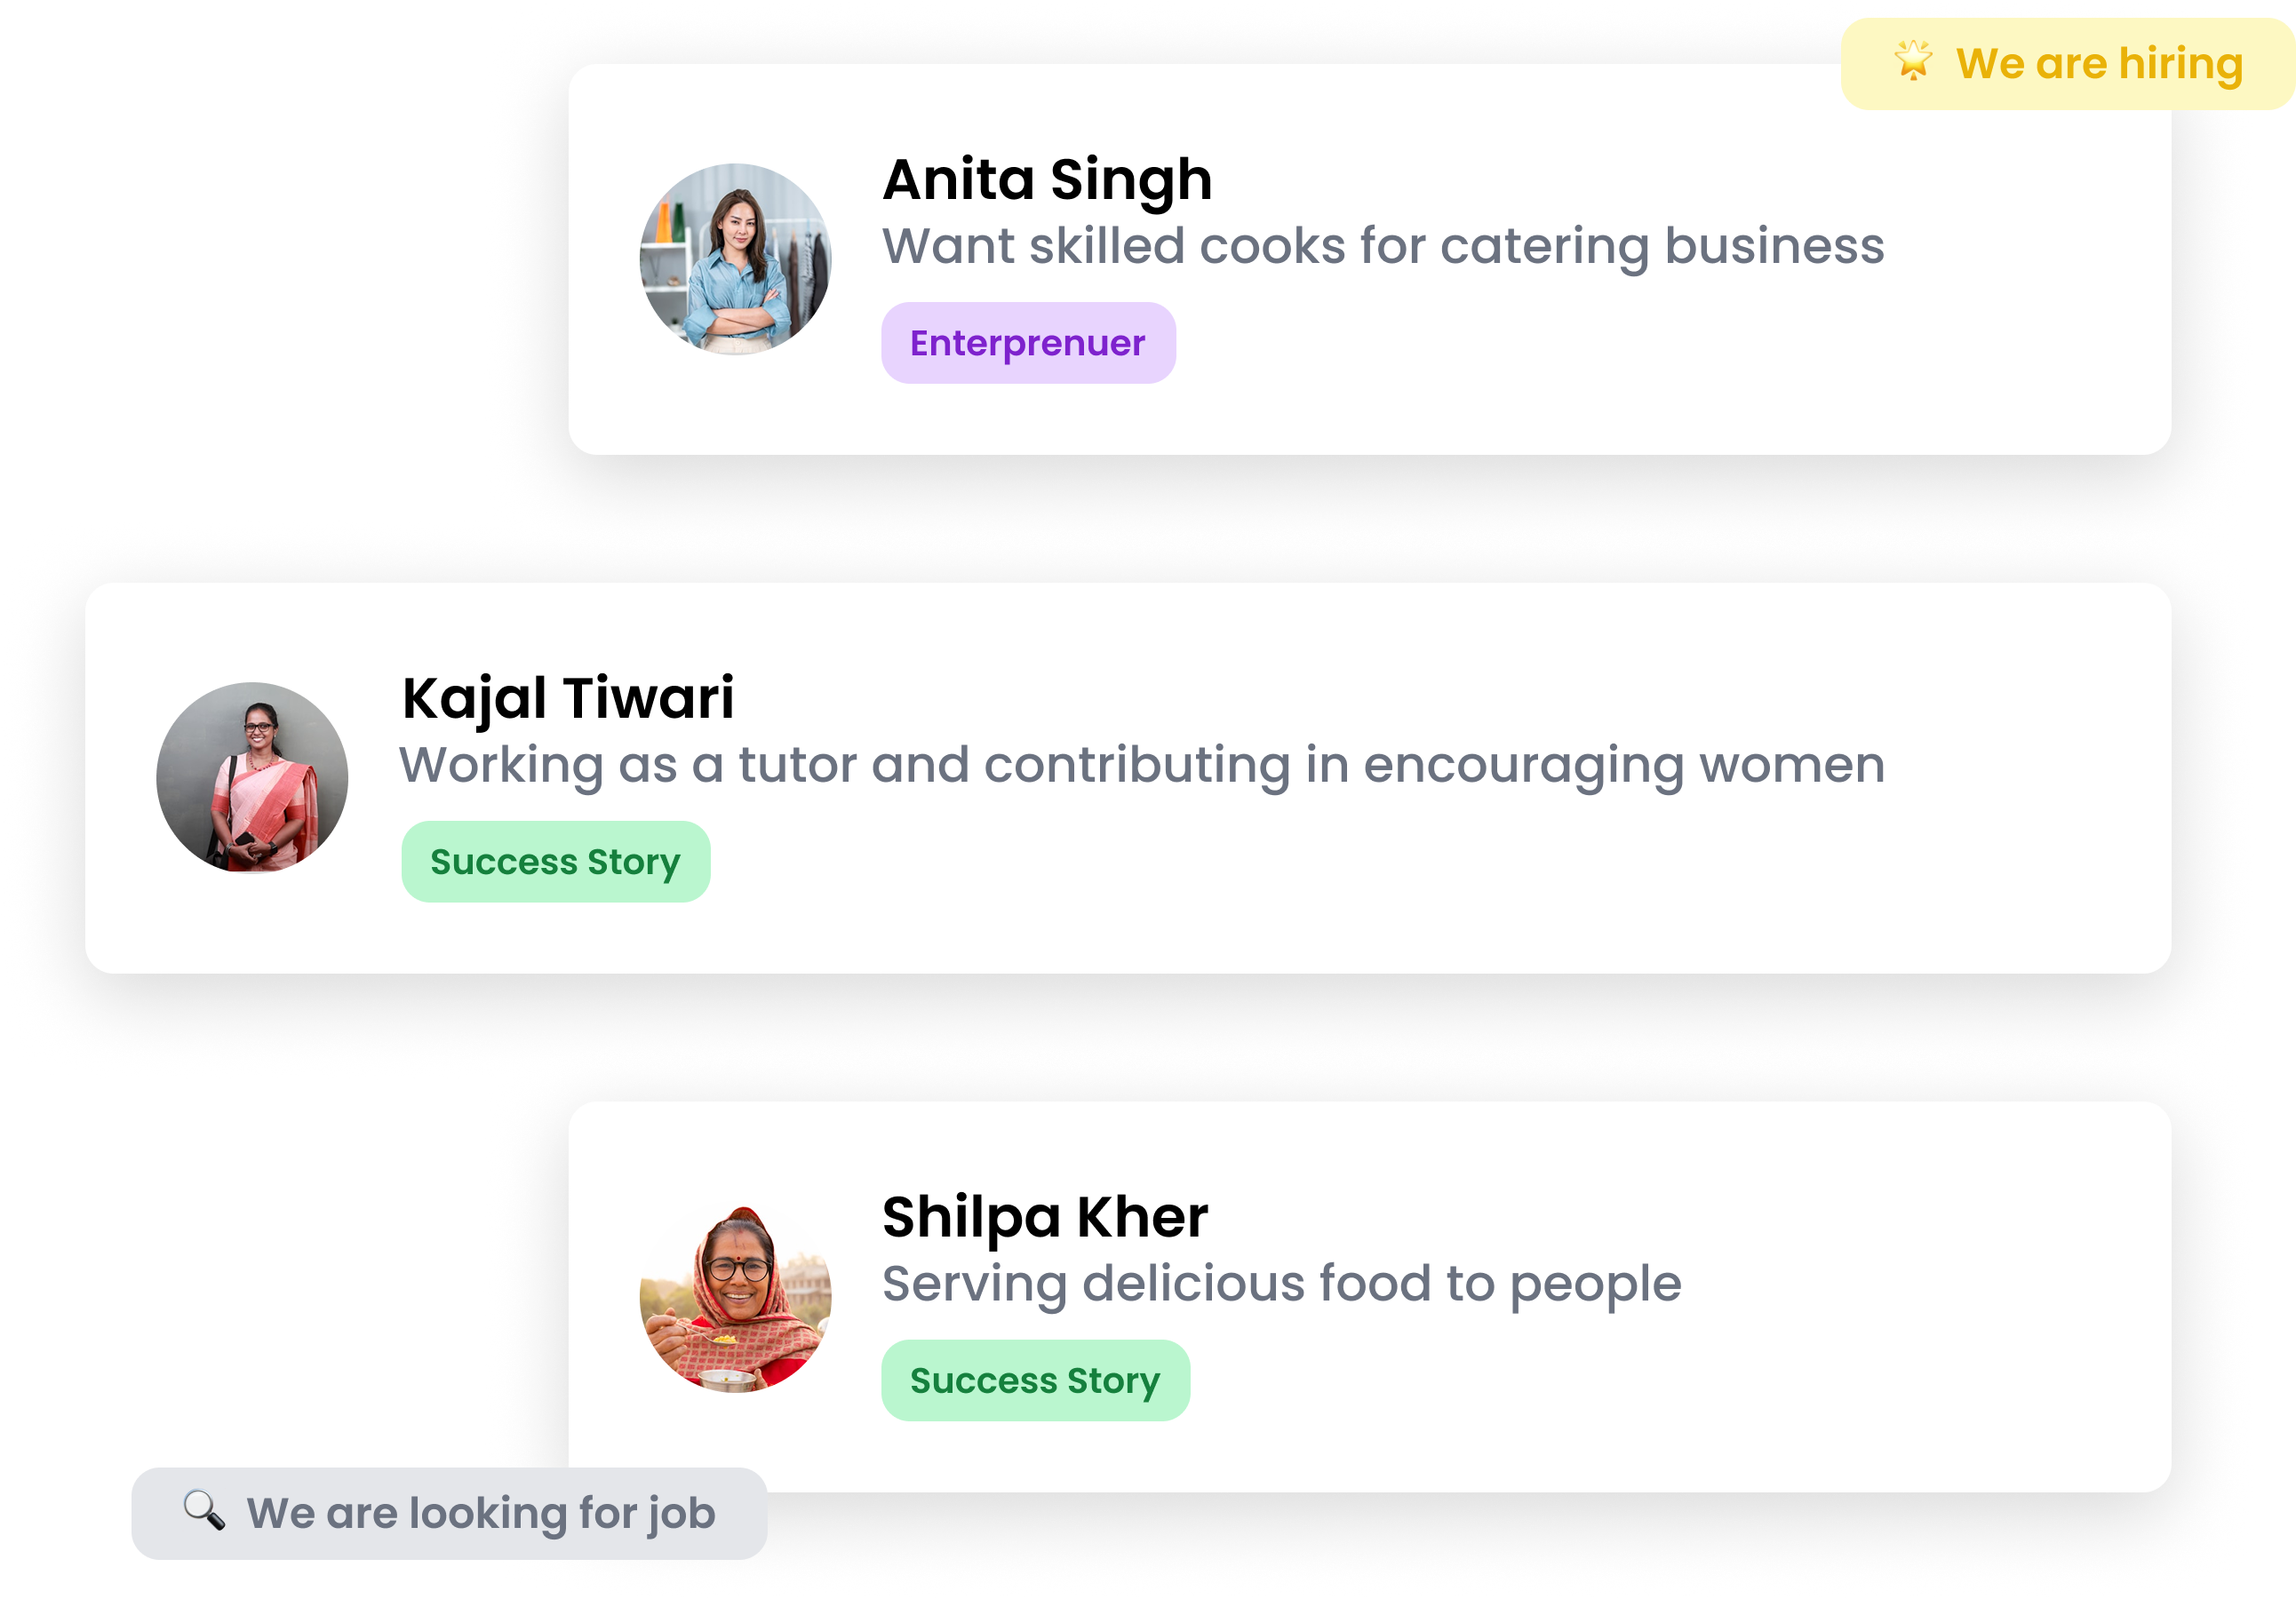 We are hiring
Anita Singh
Want skilled cooks for catering business
Enterprenuer
Kajal Tiwari
Working as a tutor and contributing in encouraging women
Success Story
Shilpa Kher
Serving delicious food to people
Success Story
We are looking for job